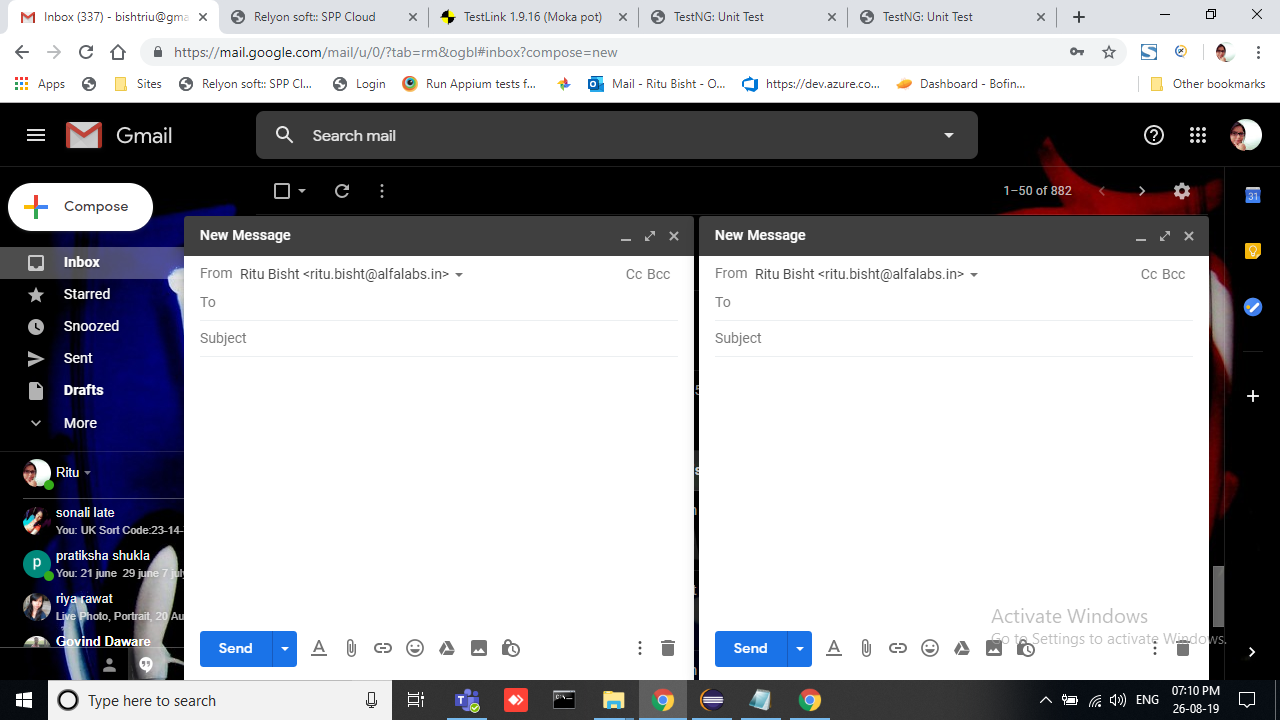 Inbox (337) - bishtriu@gma
Relyon soft:: SPP Cloud
TestLink 1.9.16 (Moka pot)
TestNG: Unit Test
TestNG: Unit Test
https://mail.google.com/mail/u/0/?tab=rm&ogbl#inbox?compose=new
Apps
Sites
Relyon soft:: SPP Cl...
Login
Run Appium tests f...
Mail - Ritu Bisht - O...
https://dev.azure.co...
Dashboard - Bofin...
Other bookmarks
Gmail
Search mail
Compose
1–50 of 882
31
Inbox
Starred
Snoozed
Sent
Drafts
More
Ritu
sonali late
You: UK Sort Code:23-14-
p
pratiksha shukla
You: 21 june 29 june 7 july
riya rawat
Live Photo, Portrait, 20 Au
Govind Daware
New Message
From Ritu Bisht <ritu.bisht@alfalabs.in>
Cc Bcc
To
Subject
Send
New Message
From Ritu Bisht <ritu.bisht@alfalabs.in>
Cc Bcc
To
Subject
Send
Activate Windows
Go to Settings to activate Windows.
Type here to search
ENG
07:10 PM
26-08-19